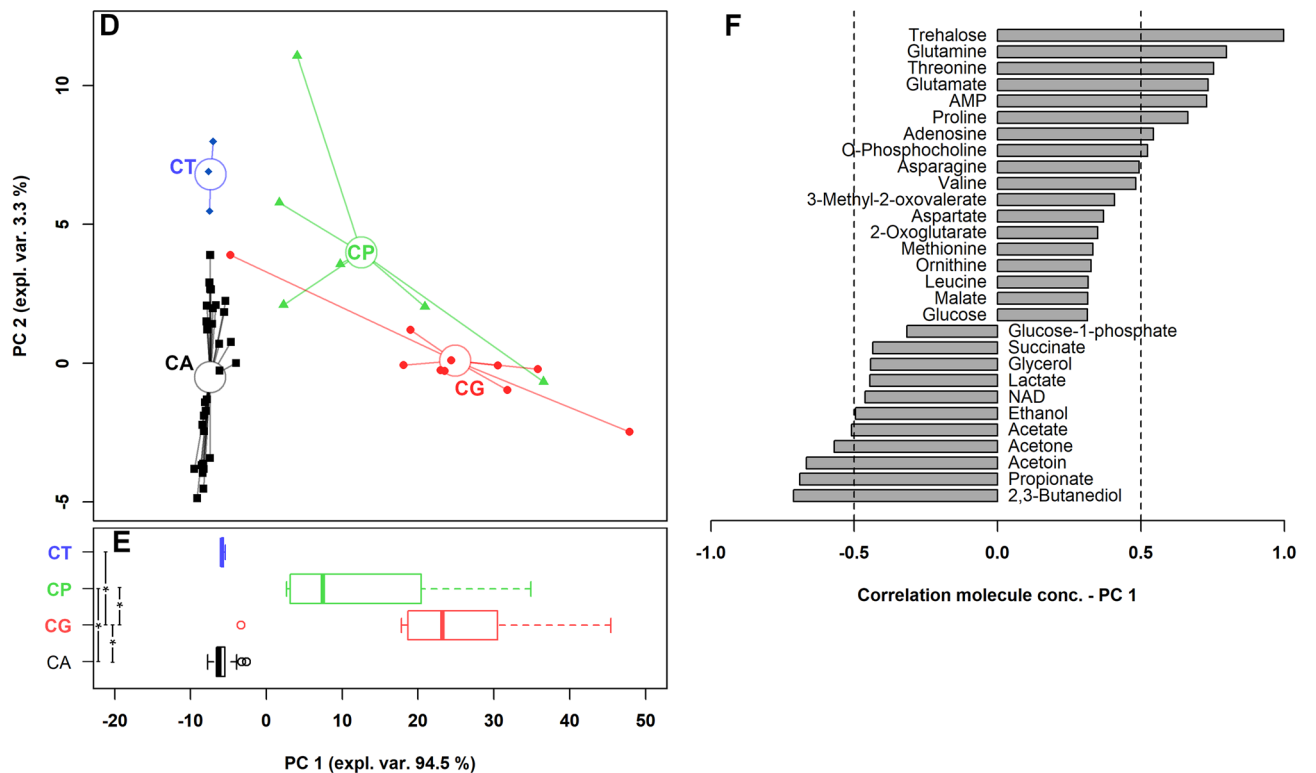 D
CT
CP
CG
CA
10
5
0
-5
PC 2 (expl. var. 3.3 %)
E
CT
CP
CG
CA
*
*
*
*
-20 -10 0 10 20 30 40 50
PC 1 (expl. var. 94.5 %)
F
Trehalose
Glutamine
Threonine
Glutamate
AMP
Proline
Adenosine
O-Phosphocholine
Asparagine
Valine
3-Methyl-2-oxovalerate
Aspartate
2-Oxoglutarate
Methionine
Ornithine
Leucine
Malate
Glucose
Glucose-1-phosphate
Succinate
Glycerol
Lactate
NAD
Ethanol
Acetate
Acetone
Acetoin
Propionate
2,3-Butanediol
-1.0 -0.5 0.0 0.5 1.0
Correlation molecule conc. - PC 1